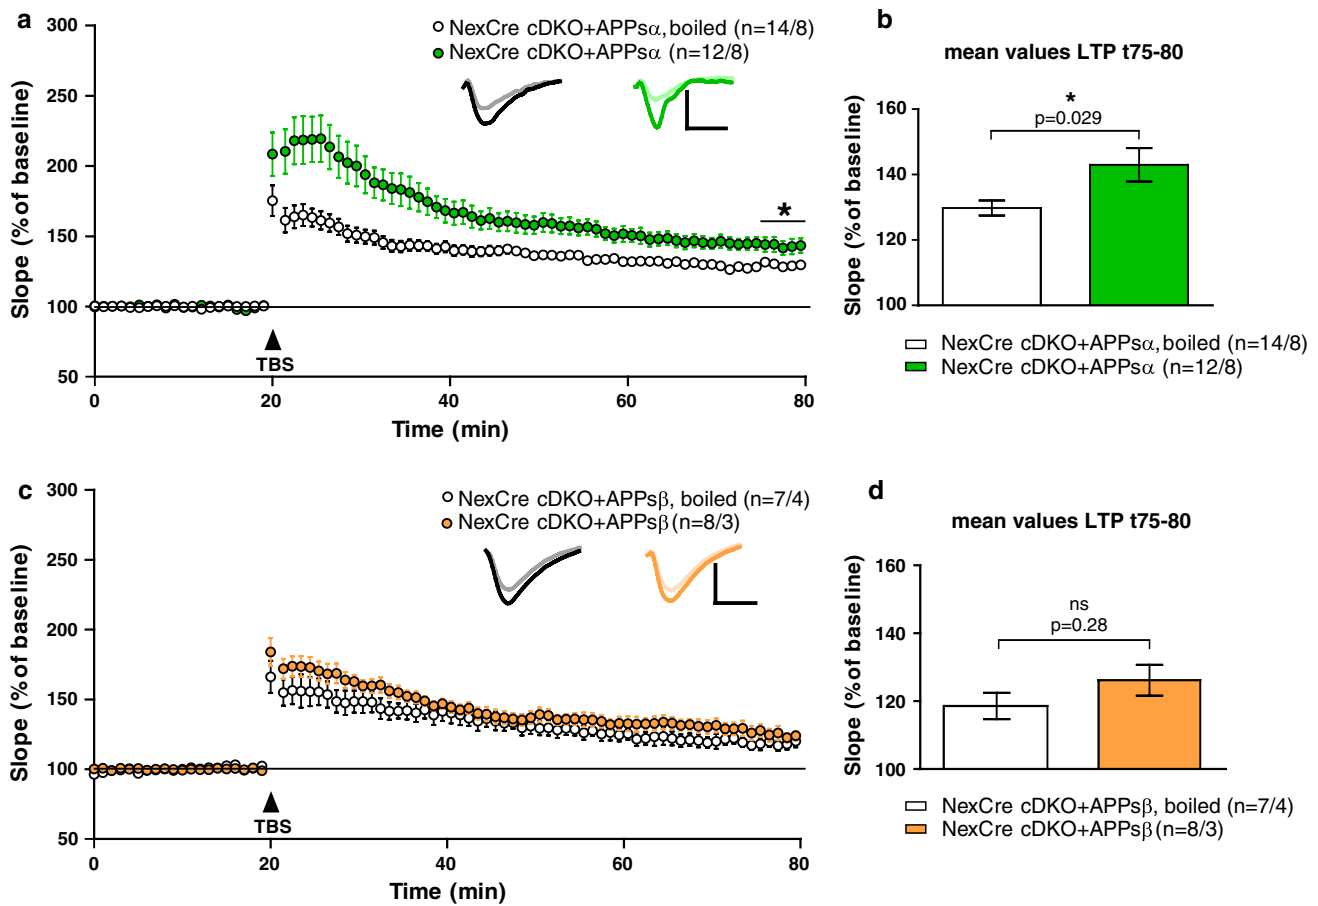 a
300
250
200
150
100
50
Slope (% of baseline)
NexCre cDKO+APPsα, boiled (n=14/8)
NexCre cDKO+APPsα (n=12/8)
*
TBS
0 20 40 60 80
Time (min)
b
mean values LTP t75-80
*
p=0.029
160
140
120
100
Slope (% of baseline)
NexCre cDKO+APPsα, boiled (n=14/8)
NexCre cDKO+APPsα (n=12/8)
c
300
250
200
150
100
50
Slope (% of baseline)
NexCre cDKO+APPsβ, boiled (n=7/4)
NexCre cDKO+APPsβ (n=8/3)
TBS
0 20 40 60 80
Time (min)
d
mean values LTP t75-80
ns
p=0.28
160
140
120
100
Slope (% of baseline)
NexCre cDKO+APPsβ, boiled (n=7/4)
NexCre cDKO+APPsβ (n=8/3)